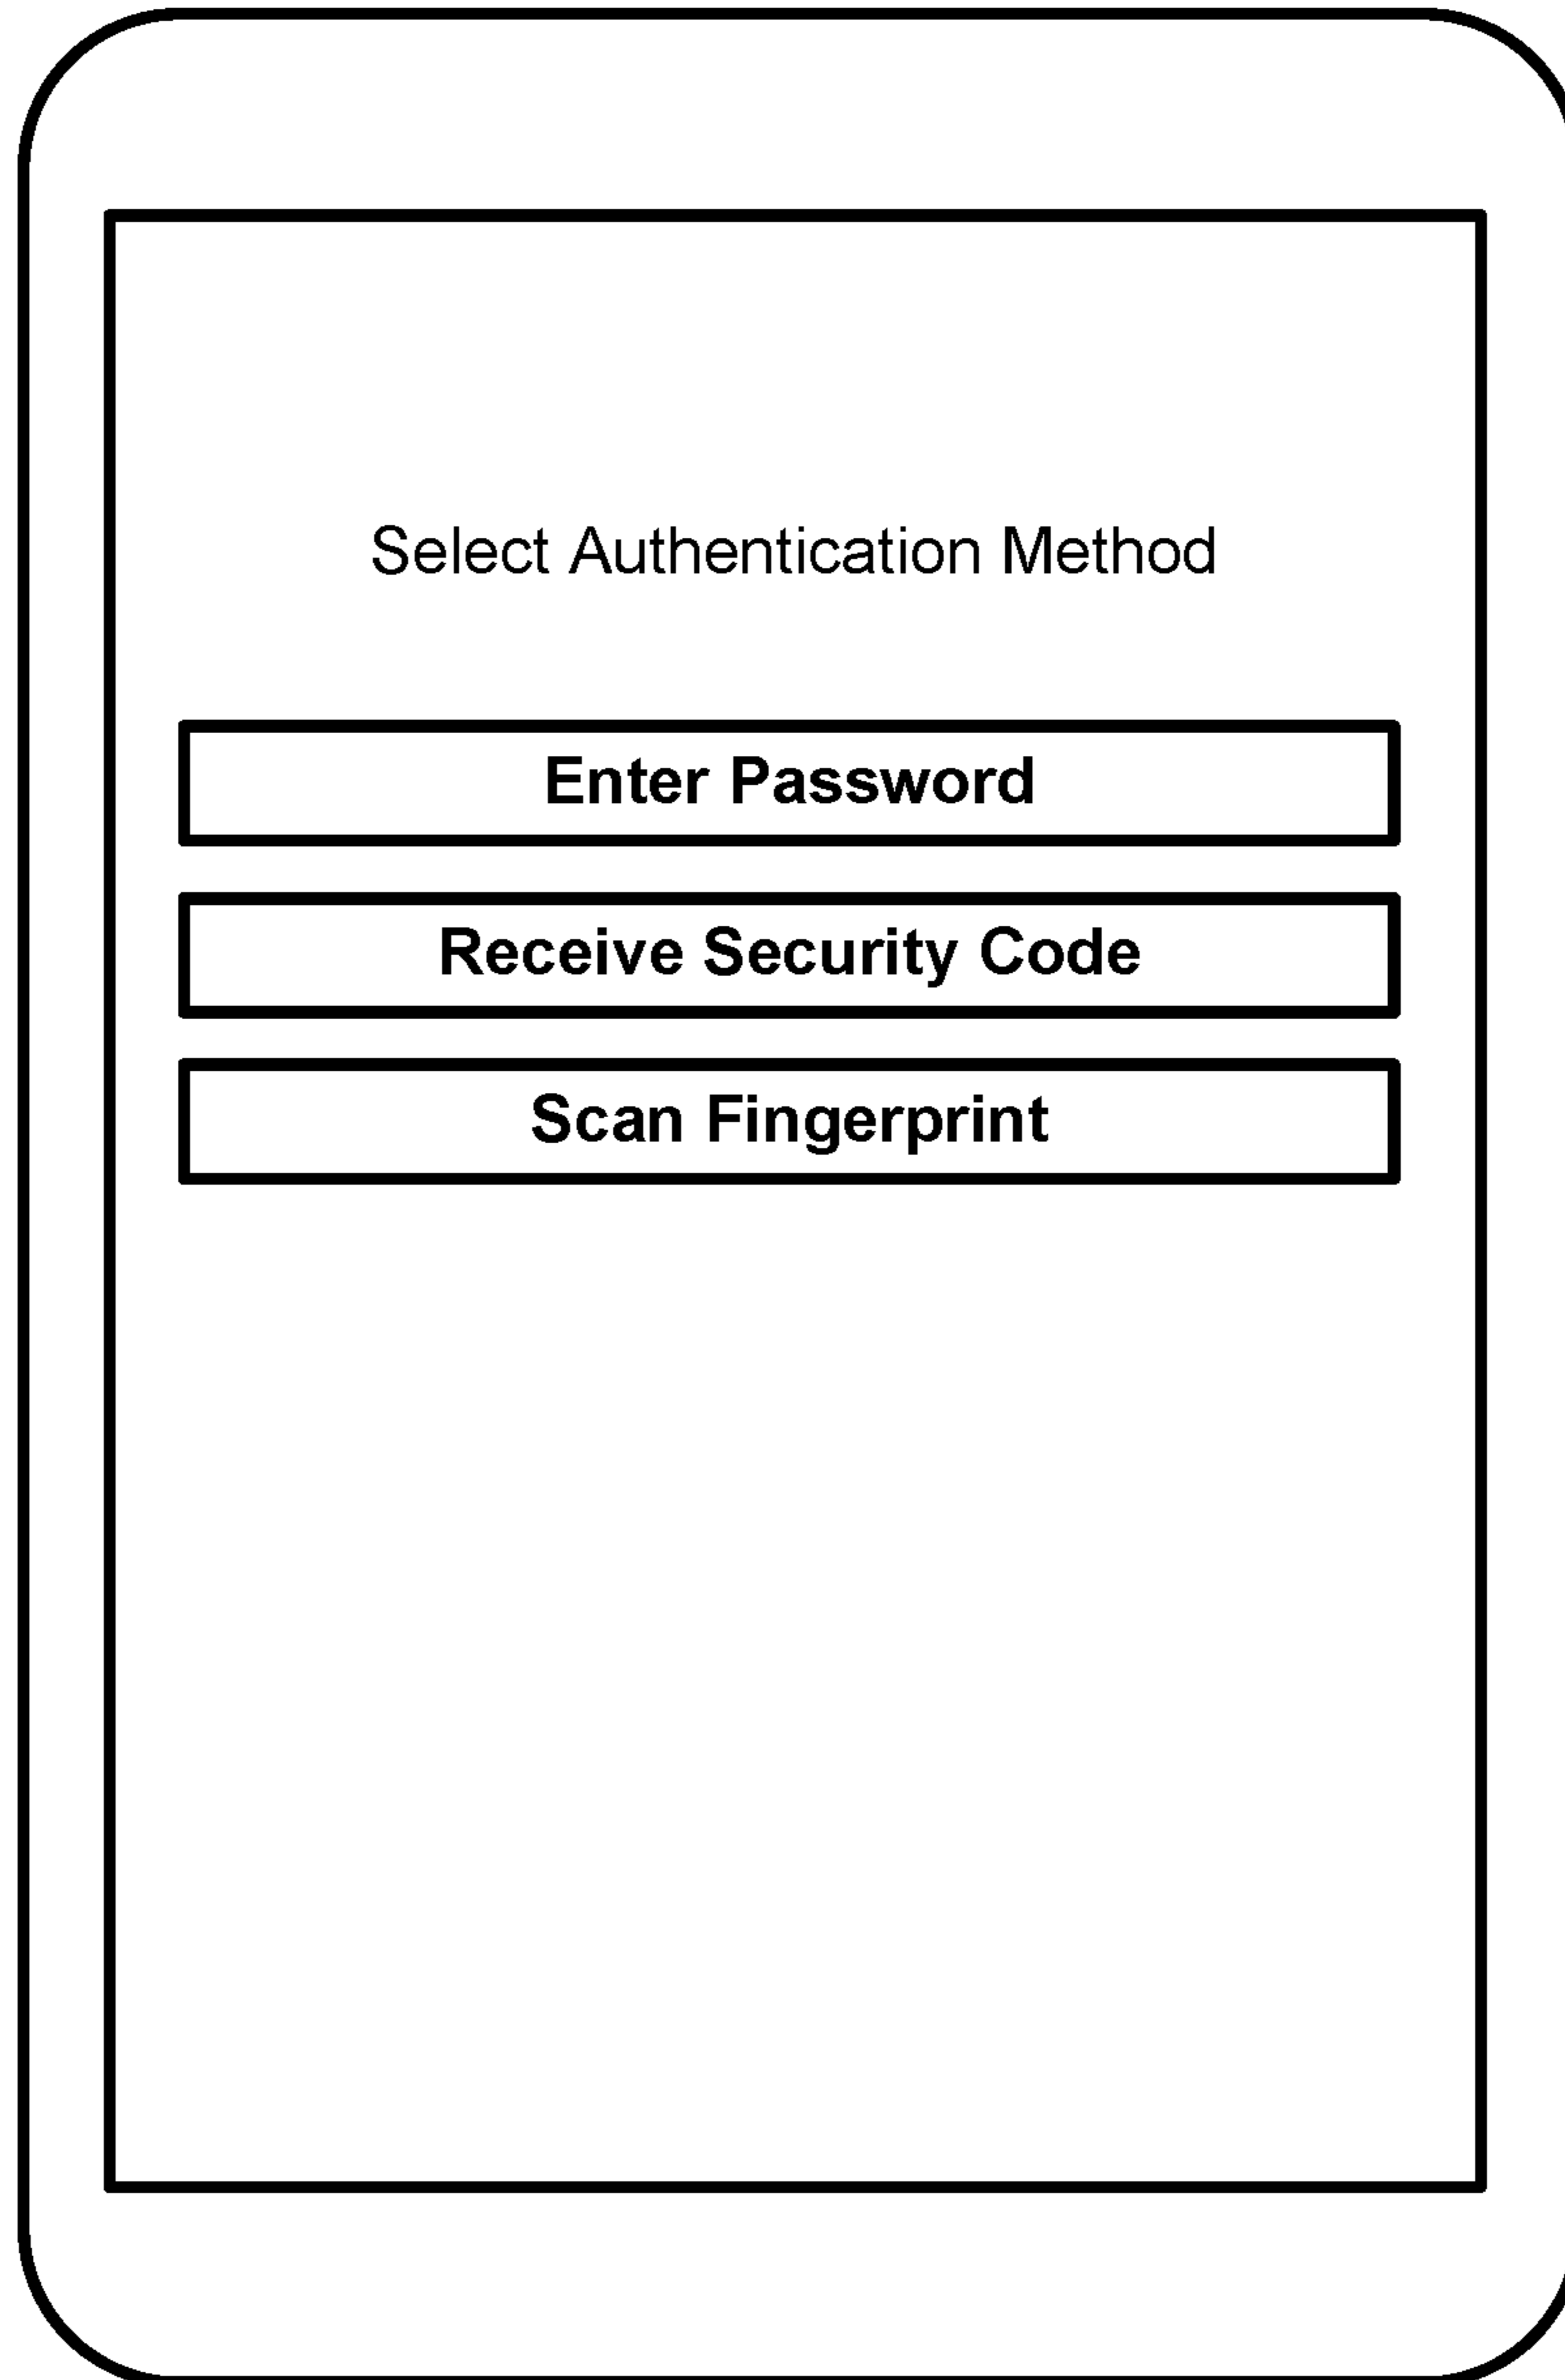 Select Authentication Method
Enter Password
Receive Security Code
Scan Fingerprint